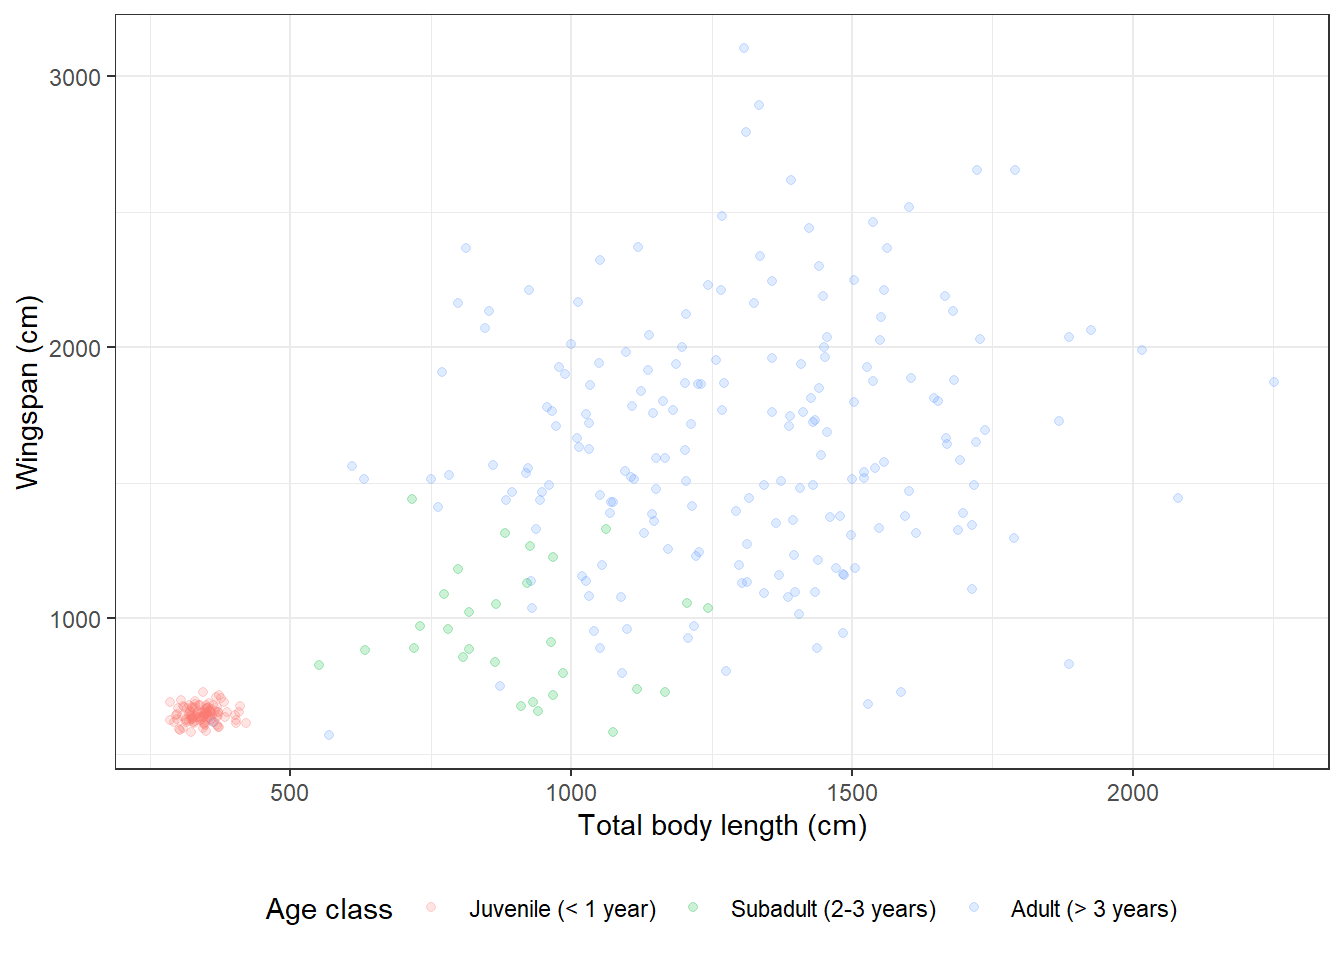 3000
2000
1000
Wingspan (cm)
500 1000 1500 2000
Total body length (cm)
Age class Juvenile (< 1 year) Subadult (2-3 years) Adult (> 3 years)